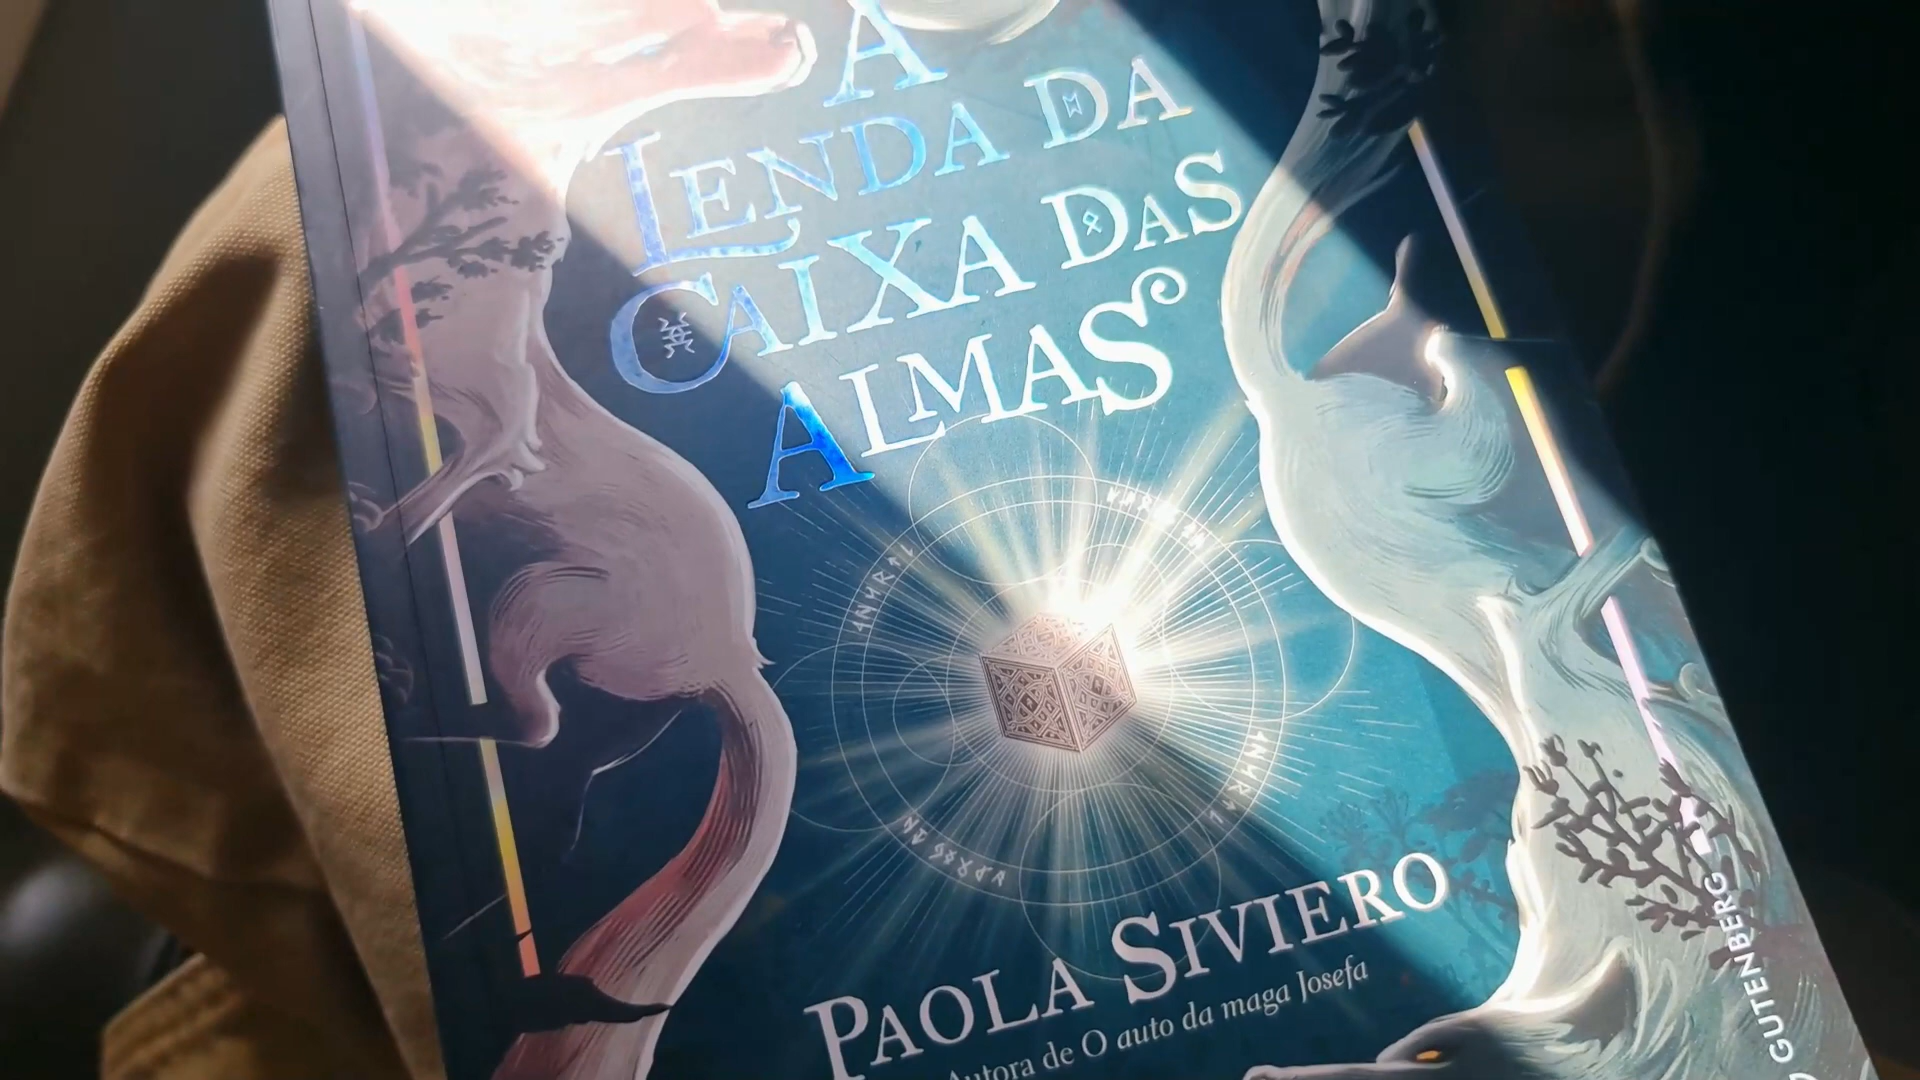 A
LENDA DA
CAIXA DAS
ALMAS
PAOLA SIVIERO
Autora de O auto da maga Josefa
GUTENBERG